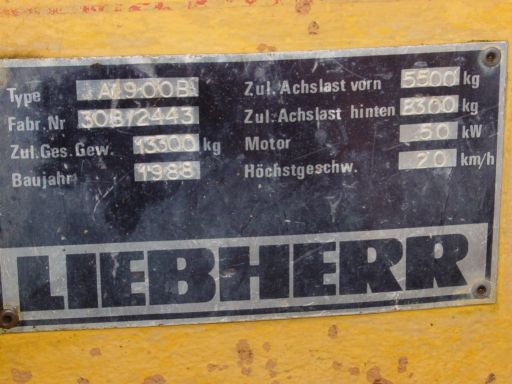 Type A 900B
Fabr. Nr 308/2443
Zul. Ges. Gew. 13300 kg
Baujahr 1988
Zul. Achslast vorn 5500 kg
Zul. Achslast hinten 8300 kg
Motor 50 kW
Höchstgeschw. 20 km/h
LIEBHERR